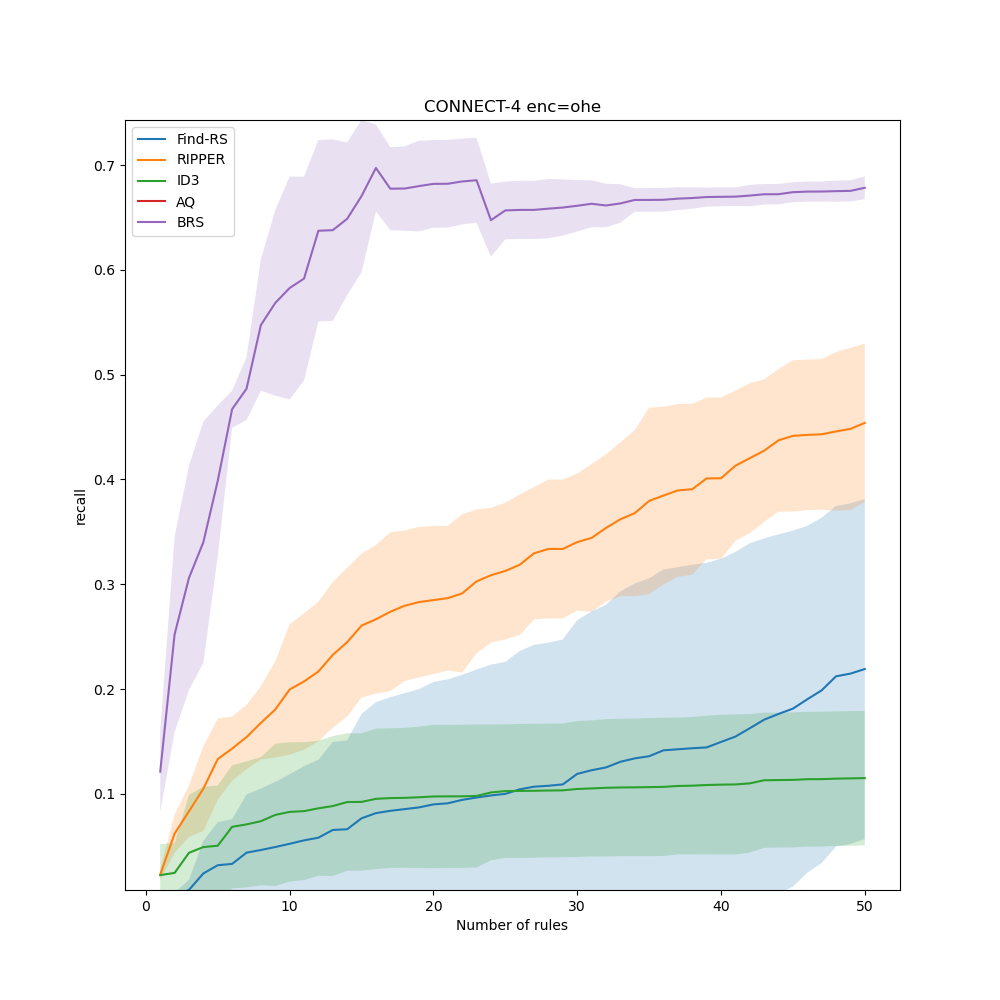 CONNECT-4 enc=ohe
Find-RS
RIPPER
ID3
AQ
BRS
0.7
0.6
0.5
0.4
0.3
0.2
0.1
recall
0 10 20 30 40 50
Number of rules